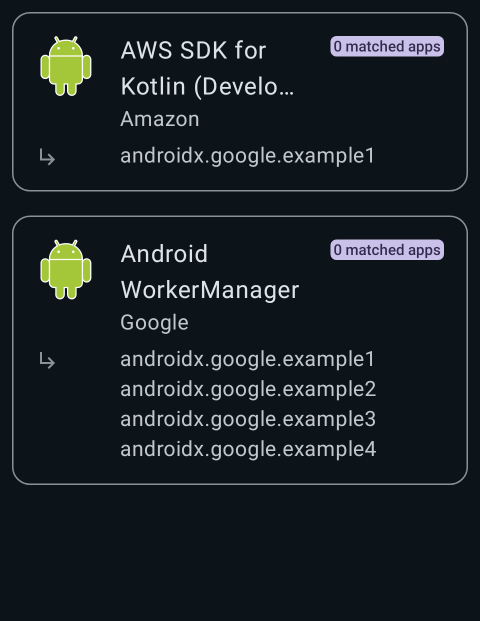 AWS SDK for
Kotlin (Develo…
0 matched apps
Amazon
androidx.google.example1
Android
WorkerManager
0 matched apps
Google
androidx.google.example1
androidx.google.example2
androidx.google.example3
androidx.google.example4